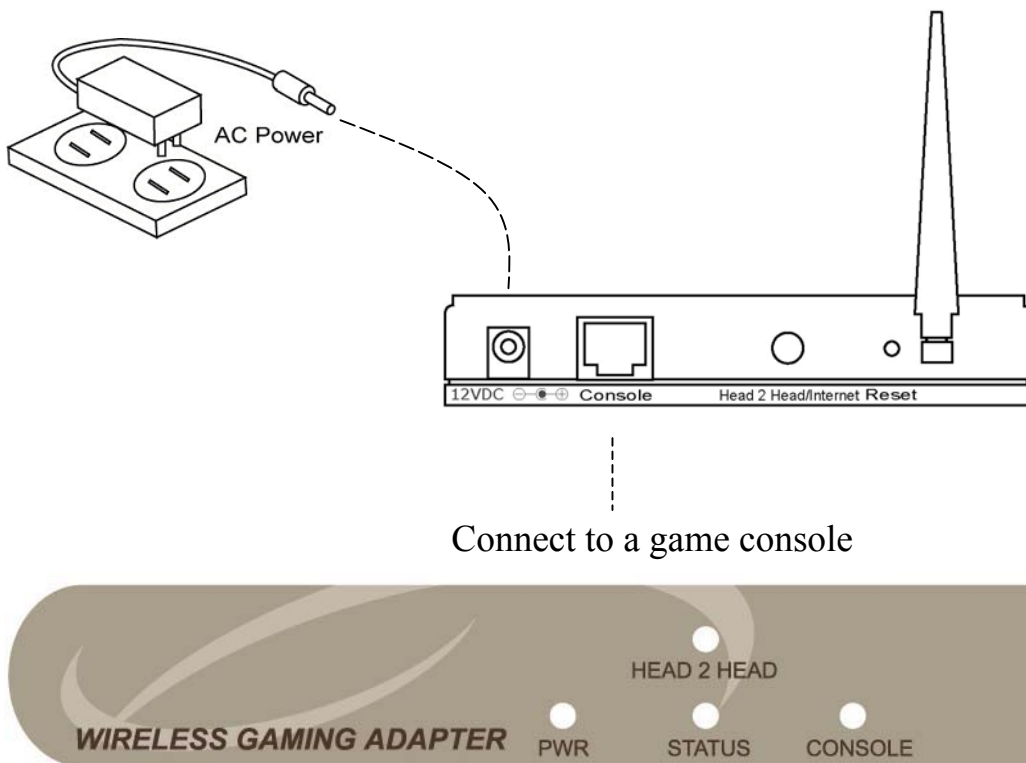 AC Power
12VDC ⊖-●-⊕ Console Head 2 Head/Internet Reset
Connect to a game console
HEAD 2 HEAD
WIRELESS GAMING ADAPTER PWR STATUS CONSOLE